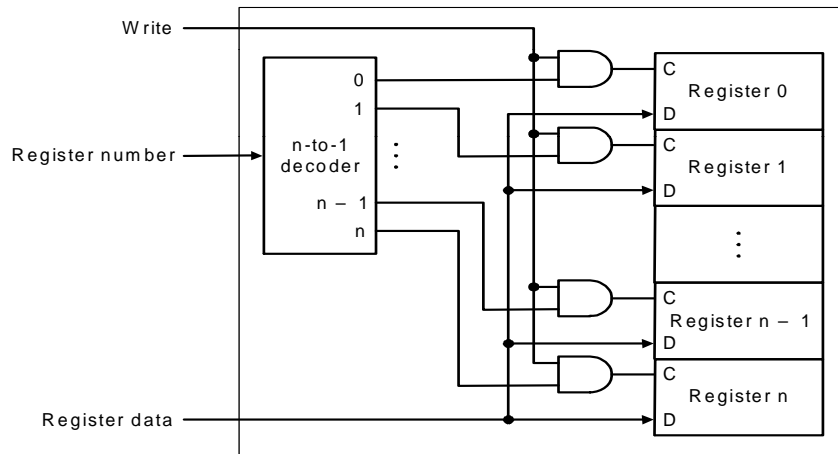 Write
0
C
Register 0
1
D
n-to-1
decoder
Register number
C
Register 1
D
n – 1
n
C
Register n – 1
D
C
Register n
Register data
D